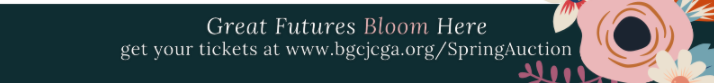 Great Futures Bloom Here
get your tickets at www.bgcjcga.org/SpringAuction